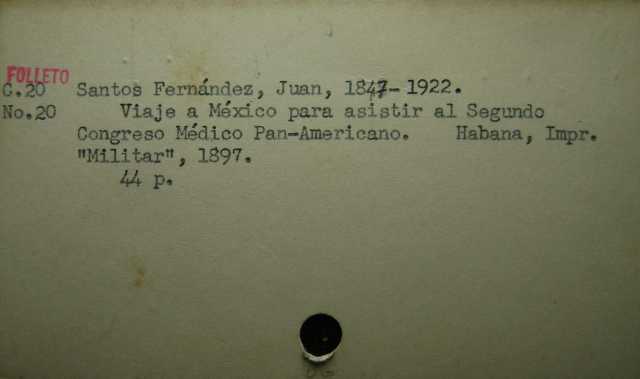 FOLLETO
C.20 Santos Fernández, Juan, 1847-1922.
No.20 Viaje a México para asistir al Segundo
Congreso Médico Pan-Americano. Habana, Impr.
"Militar", 1897.
44 p.